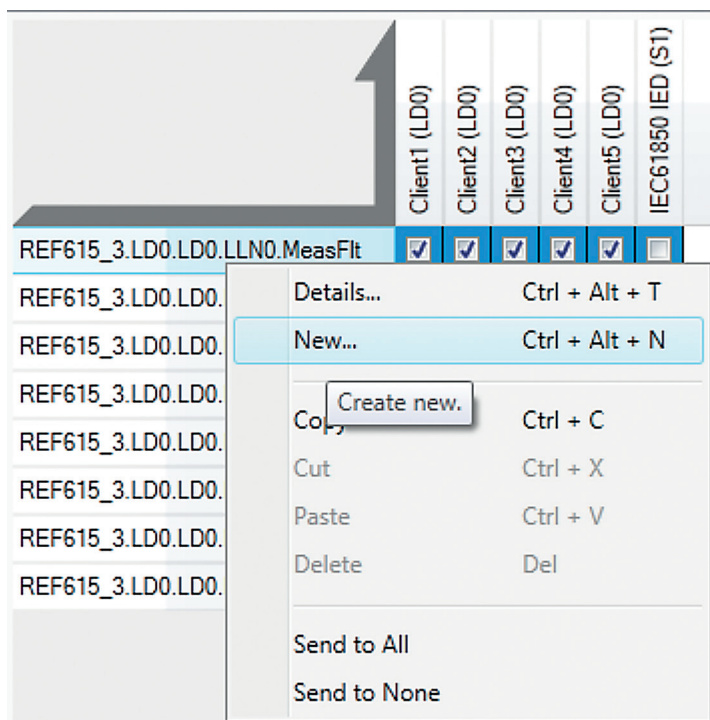 Client1 (LD0)
Client2 (LD0)
Client3 (LD0)
Client4 (LD0)
Client5 (LD0)
IEC61850 IED (S1)
REF615_3.LD0.LD0.LLN0.MeasFlt
REF615_3.LD0.LD0.
REF615_3.LD0.LD0.
REF615_3.LD0.LD0.
REF615_3.LD0.LD0.
REF615_3.LD0.LD0.
REF615_3.LD0.LD0.
REF615_3.LD0.LD0.
Details... Ctrl + Alt + T
New... Ctrl + Alt + N
Create new.
Copy Ctrl + C
Cut Ctrl + X
Paste Ctrl + V
Delete Del
Send to All
Send to None